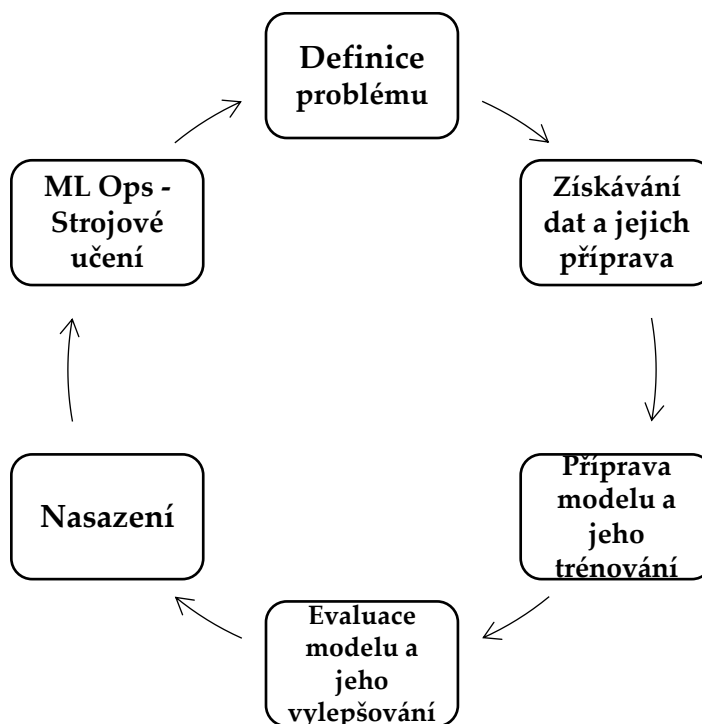 Definice
problému
Získávání
dat a jejich
příprava
Příprava
modelu a
jeho
trénování
Evaluace
modelu a
jeho
vylepšování
Nasazení
ML Ops -
Strojové
učení